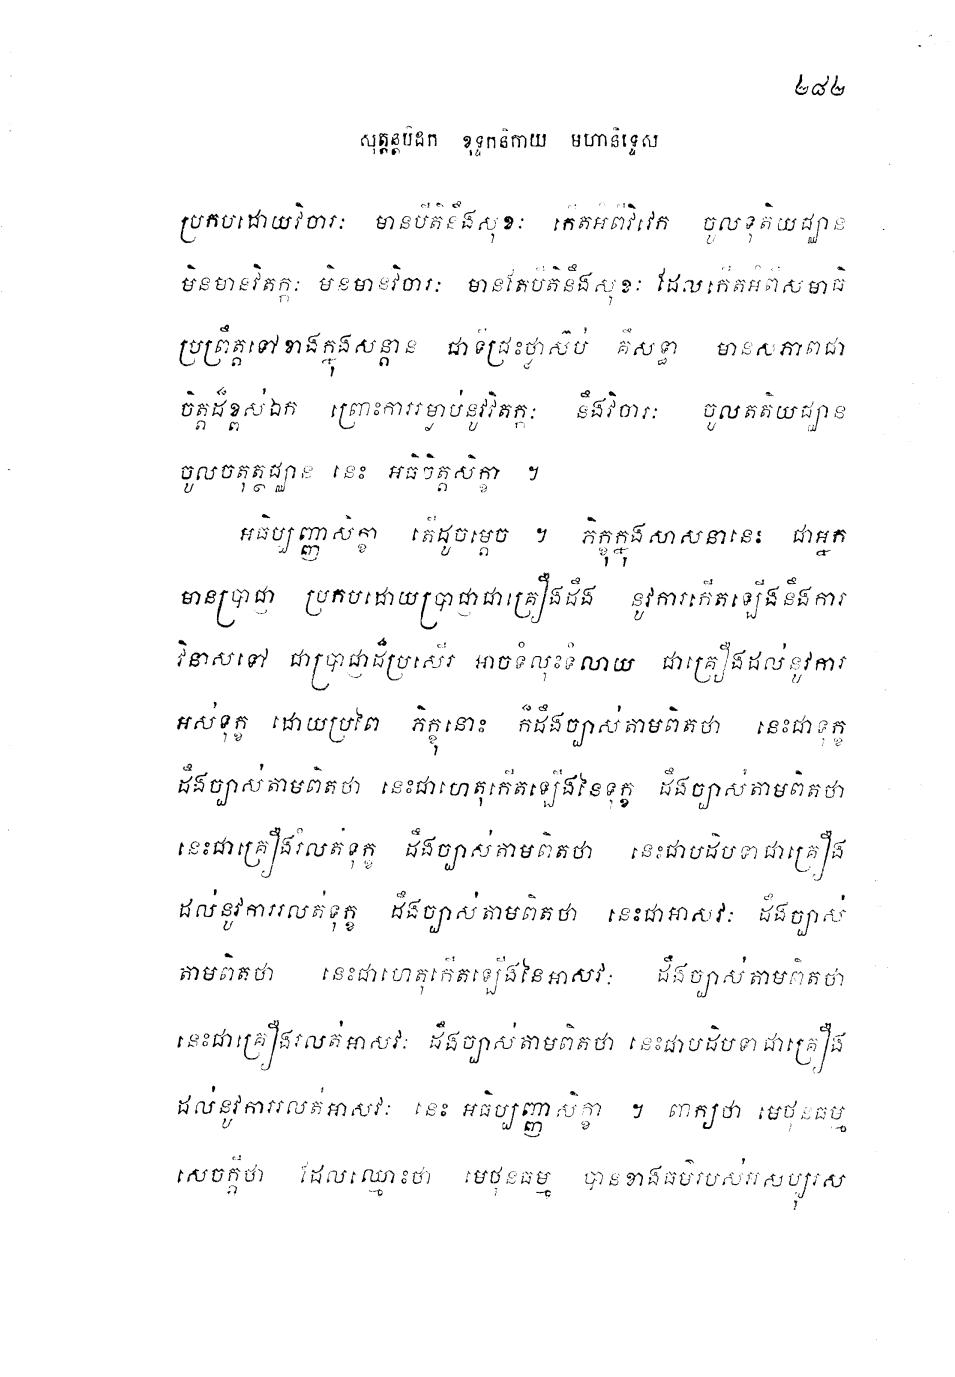 ២៨២
សុត្តន្តបិដក ខុទ្ទកនិកាយ មហានិទ្ទេស
ប្រកបដោយវិចារៈ មានបីតិនឹងសុខៈ កើតអំពីវិវេក ចូលទុតិយជ្ឈាន
មិនមានវិតក្កៈ មិនមានវិចារៈ មានតែបីតិនឹងសុខៈ ដែលកើតអំពីសមាធិ
ប្រព្រឹត្តទៅខាងក្នុងសន្តាន ជាទីជ្រះថ្លាស៊ប់ គឺសទ្ធា មានសភាពជា
ចិត្តដ៏ខ្ពស់ឯក ព្រោះការរម្ងាប់នូវវិតក្កៈ នឹងវិចារៈ ចូលតតិយជ្ឈាន
ចូលចតុត្ថជ្ឈាន នេះ អធិចិត្តសិក្ខា ។
អធិប្បញ្ញាសិក្ខា តើដូចម្តេច ។ ភិក្ខុក្នុងសាសនានេះ ជាអ្នក
មានប្រាជ្ញា ប្រកបដោយប្រាជ្ញាជាគ្រឿងដឹង នូវការកើតឡើងនឹងការ
វិនាសទៅ ជាប្រាជ្ញាដ៏ប្រសើរ អាចទំលុះទំលាយ ជាគ្រឿងដល់នូវការ
អស់ទុក្ខ ដោយប្រពៃ ភិក្ខុនោះ ក៏ដឹងច្បាស់តាមពិតថា នេះជាទុក្ខ
ដឹងច្បាស់តាមពិតថា នេះជាហេតុកើតឡើងនៃទុក្ខ ដឹងច្បាស់តាមពិតថា
នេះជាគ្រឿងរំលត់ទុក្ខ ដឹងច្បាស់តាមពិតថា នេះជាបដិបទាជាគ្រឿង
ដល់នូវការរលត់ទុក្ខ ដឹងច្បាស់តាមពិតថា នេះជាអាសវៈ ដឹងច្បាស់
តាមពិតថា នេះជាហេតុកើតឡើងនៃអាសវៈ ដឹងច្បាស់តាមពិតថា
នេះជាគ្រឿងរលត់អាសវៈ ដឹងច្បាស់តាមពិតថា នេះជាបដិបទាជាគ្រឿង
ដល់នូវការរលត់អាសវៈ នេះ អធិប្បញ្ញាសិក្ខា ។ ពាក្យថា មេថុនធម្ម
សេចក្តីថា ដែលឈ្មោះថា មេថុនធម្ម បានខាងធម៌របស់អសប្បុរស